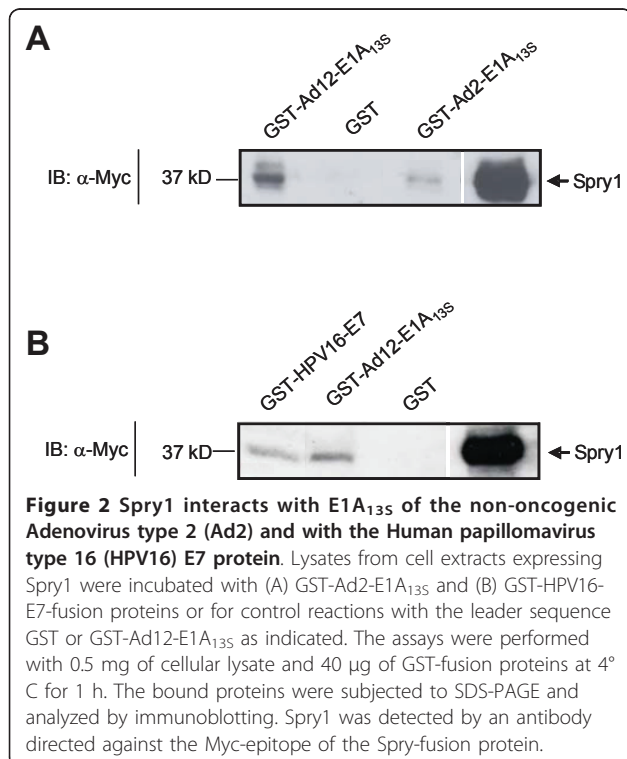 A
GST-Ad12-E1A13S
GST
GST-Ad2-E1A13S
IB: α-Myc
37 kD
Spry1
B
GST-HPV16-E7
GST-Ad12-E1A13S
GST
IB: α-Myc
37 kD
Spry1
Figure 2 Spry1 interacts with E1A13S of the non-oncogenic
Adenovirus type 2 (Ad2) and with the Human papillomavirus
type 16 (HPV16) E7 protein. Lysates from cell extracts expressing
Spry1 were incubated with (A) GST-Ad2-E1A13S and (B) GST-HPV16-
E7-fusion proteins or for control reactions with the leader sequence
GST or GST-Ad12-E1A13S as indicated. The assays were performed
with 0.5 mg of cellular lysate and 40 μg of GST-fusion proteins at 4°
C for 1 h. The bound proteins were subjected to SDS-PAGE and
analyzed by immunoblotting. Spry1 was detected by an antibody
directed against the Myc-epitope of the Spry-fusion protein.